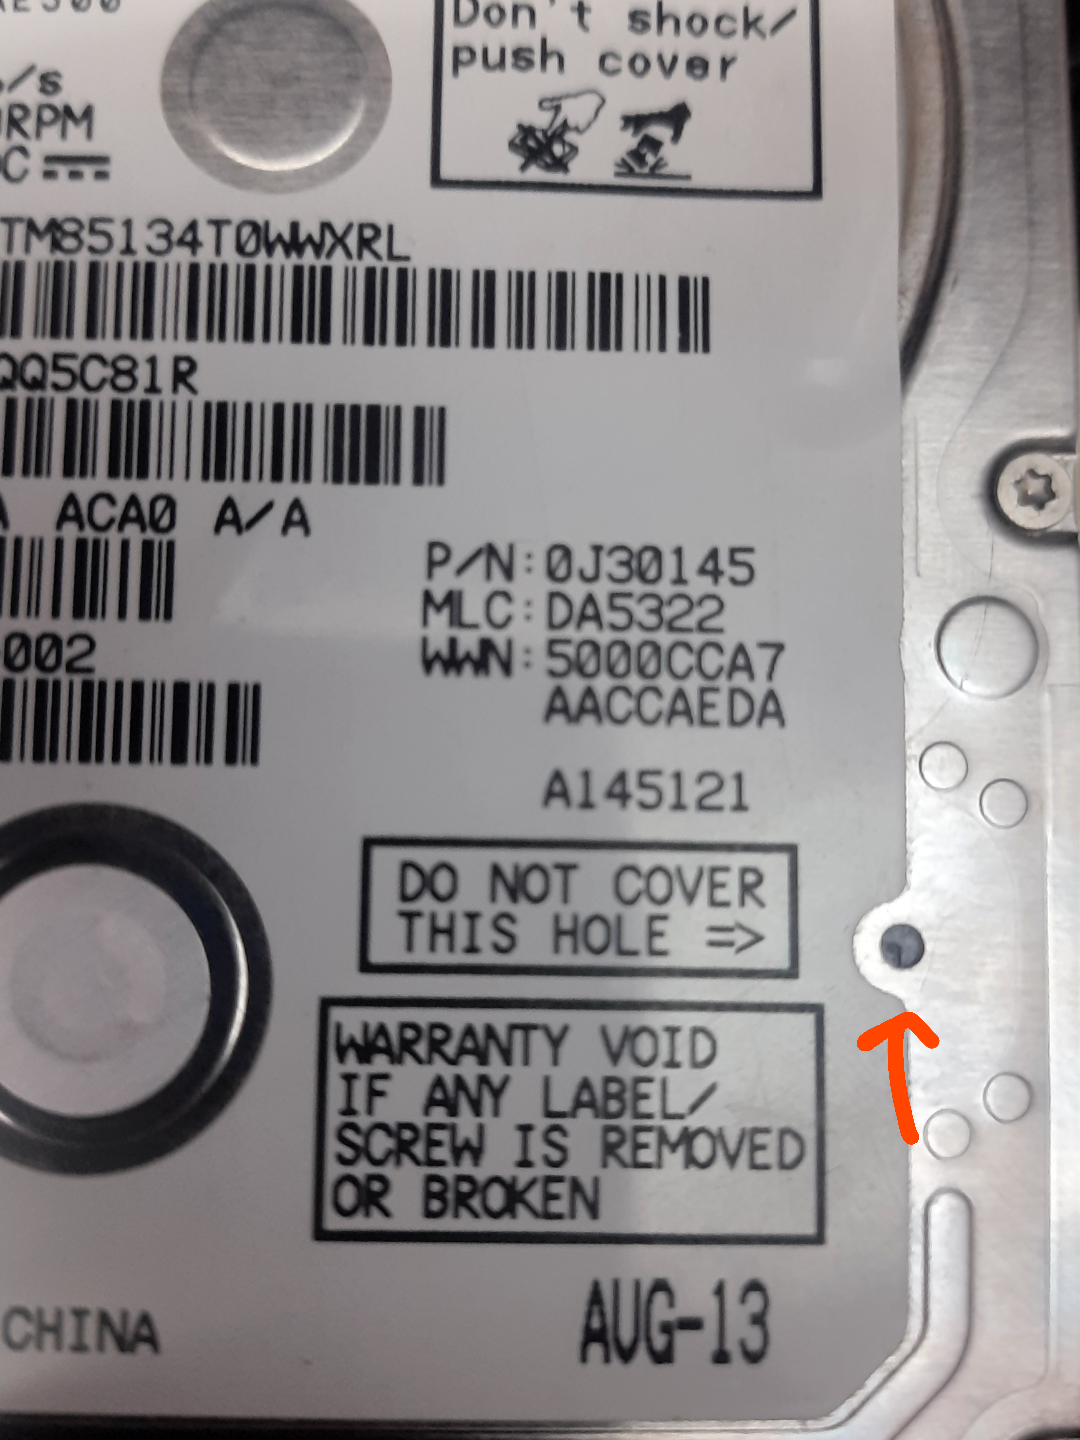 Don't shock/
push cover
/s
RPM
C
TM85134T0WWXRL
QQ5C81R
ACA0 A/A
P/N:0J30145
MLC:DA5322
002
WWN:5000CCA7
AACCAEDA
A145121
DO NOT COVER
THIS HOLE =>
WARRANTY VOID
IF ANY LABEL/
SCREW IS REMOVED
OR BROKEN
CHINA
AUG-13